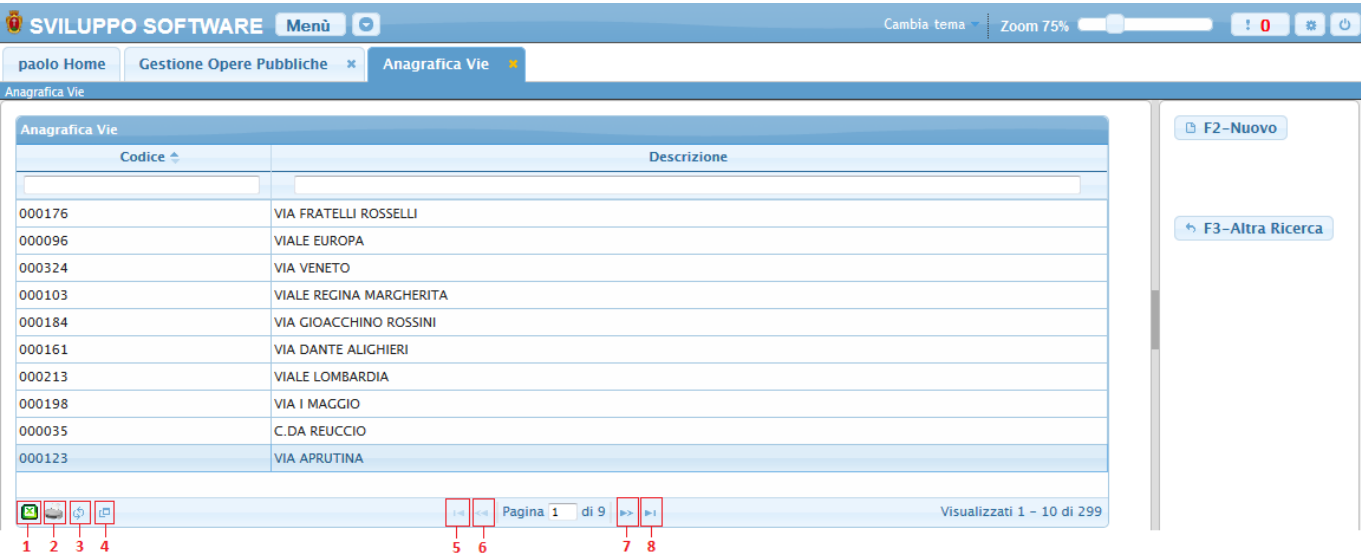 SVILUPPO SOFTWARE Menù Cambia tema Zoom 75% ! 0
paolo Home Gestione Opere Pubbliche × Anagrafica Vie ×
Anagrafica Vie
Anagrafica Vie
F2-Nuovo
Codice Descrizione
000176 VIA FRATELLI ROSSELLI
F3-Altra Ricerca
000096 VIALE EUROPA
000324 VIA VENETO
000103 VIALE REGINA MARGHERITA
000184 VIA GIOACCHINO ROSSINI
000161 VIA DANTE ALIGHIERI
000213 VIALE LOMBARDIA
000198 VIA I MAGGIO
000035 C.DA REUCCIO
000123 VIA APRUTINA
Pagina 1 di 9 Visualizzati 1 - 10 di 299
1 2 3 4 5 6 7 8